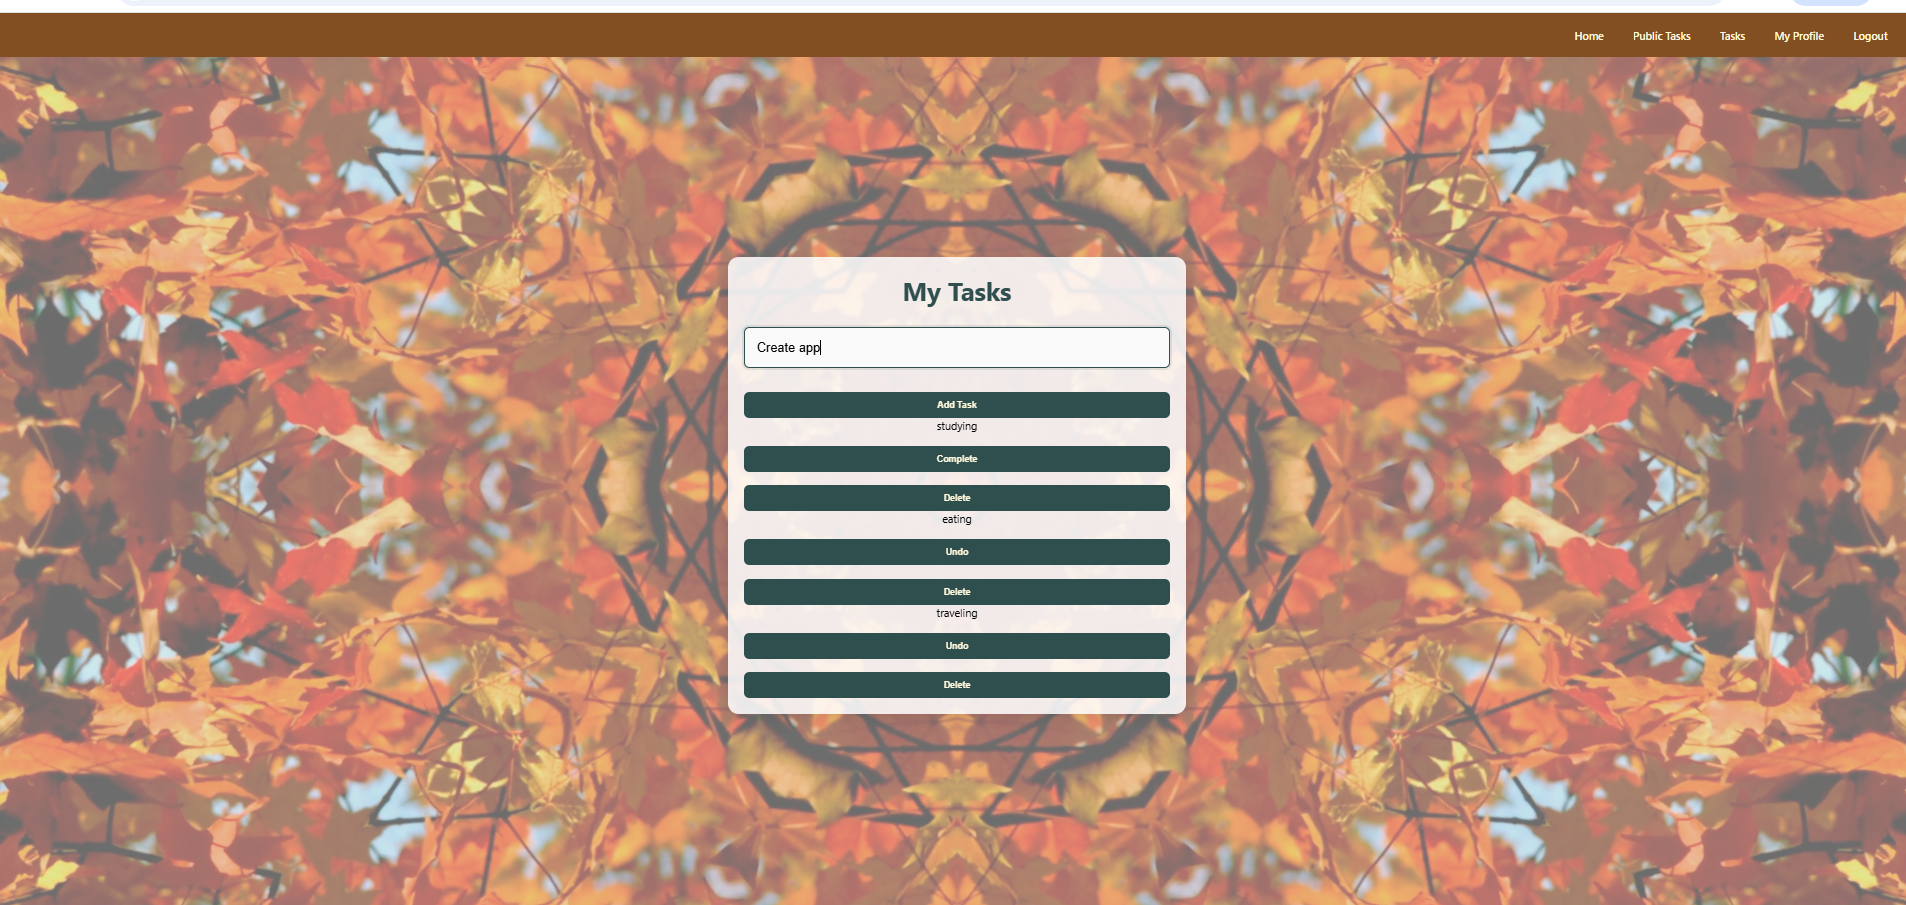 Home Public Tasks Tasks My Profile Logout
My Tasks
Create app
Add Task
studying
Complete
Delete
eating
Undo
Delete
traveling
Undo
Delete